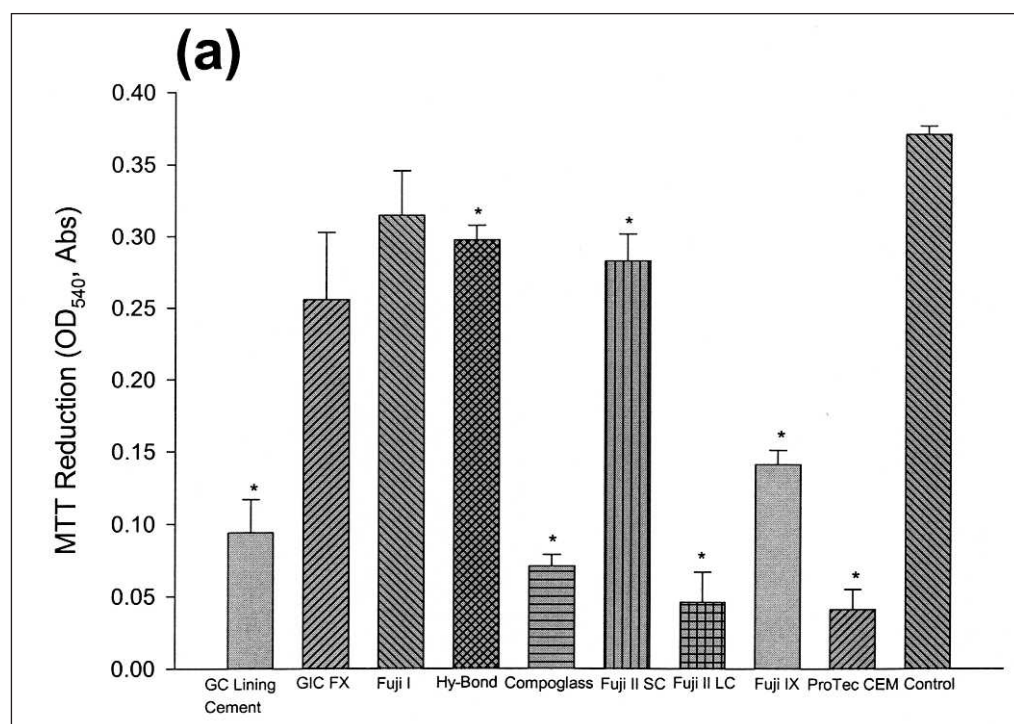 (a)
MTT Reduction (OD540, Abs)
0.40
0.35
0.30
0.25
0.20
0.15
0.10
0.05
0.00
*
*
*
*
*
*
*
GC Lining Cement
GIC FX
Fuji I
Hy-Bond
Compoglass
Fuji II SC
Fuji II LC
Fuji IX
ProTec CEM
Control